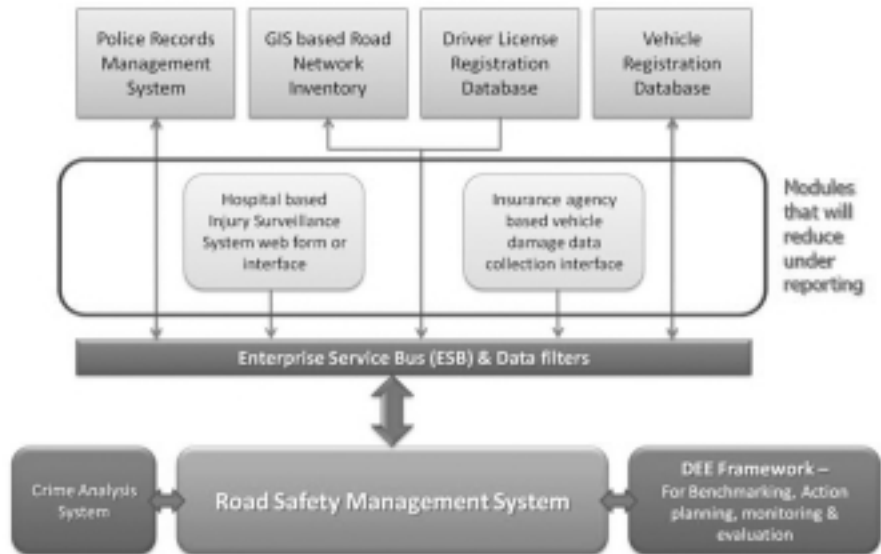 Police Records
Management
System
GIS based Road
Network
Inventory
Driver License
Registration
Database
Vehicle
Registration
Database
Hospital based
Injury Surveillance
System web form or
interface
Insurance agency
based vehicle
damage data
collection interface
Modules
that will
reduce
under
reporting
Enterprise Service Bus (ESB) & Data filters
Crime Analysis
System
Road Safety Management System
DEE Framework –
For Benchmarking, Action
planning, monitoring &
evaluation